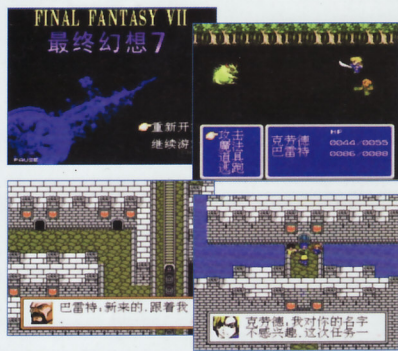 FINAL FANTASY VII
最终幻想7
重新开
继续游
攻击
魔法
道具
逃跑
HP
克劳德 0044/0055
巴雷特 0086/0088
巴雷特:新来的,跟着我
克劳德:我对你的名字
不感兴趣,这次任务一